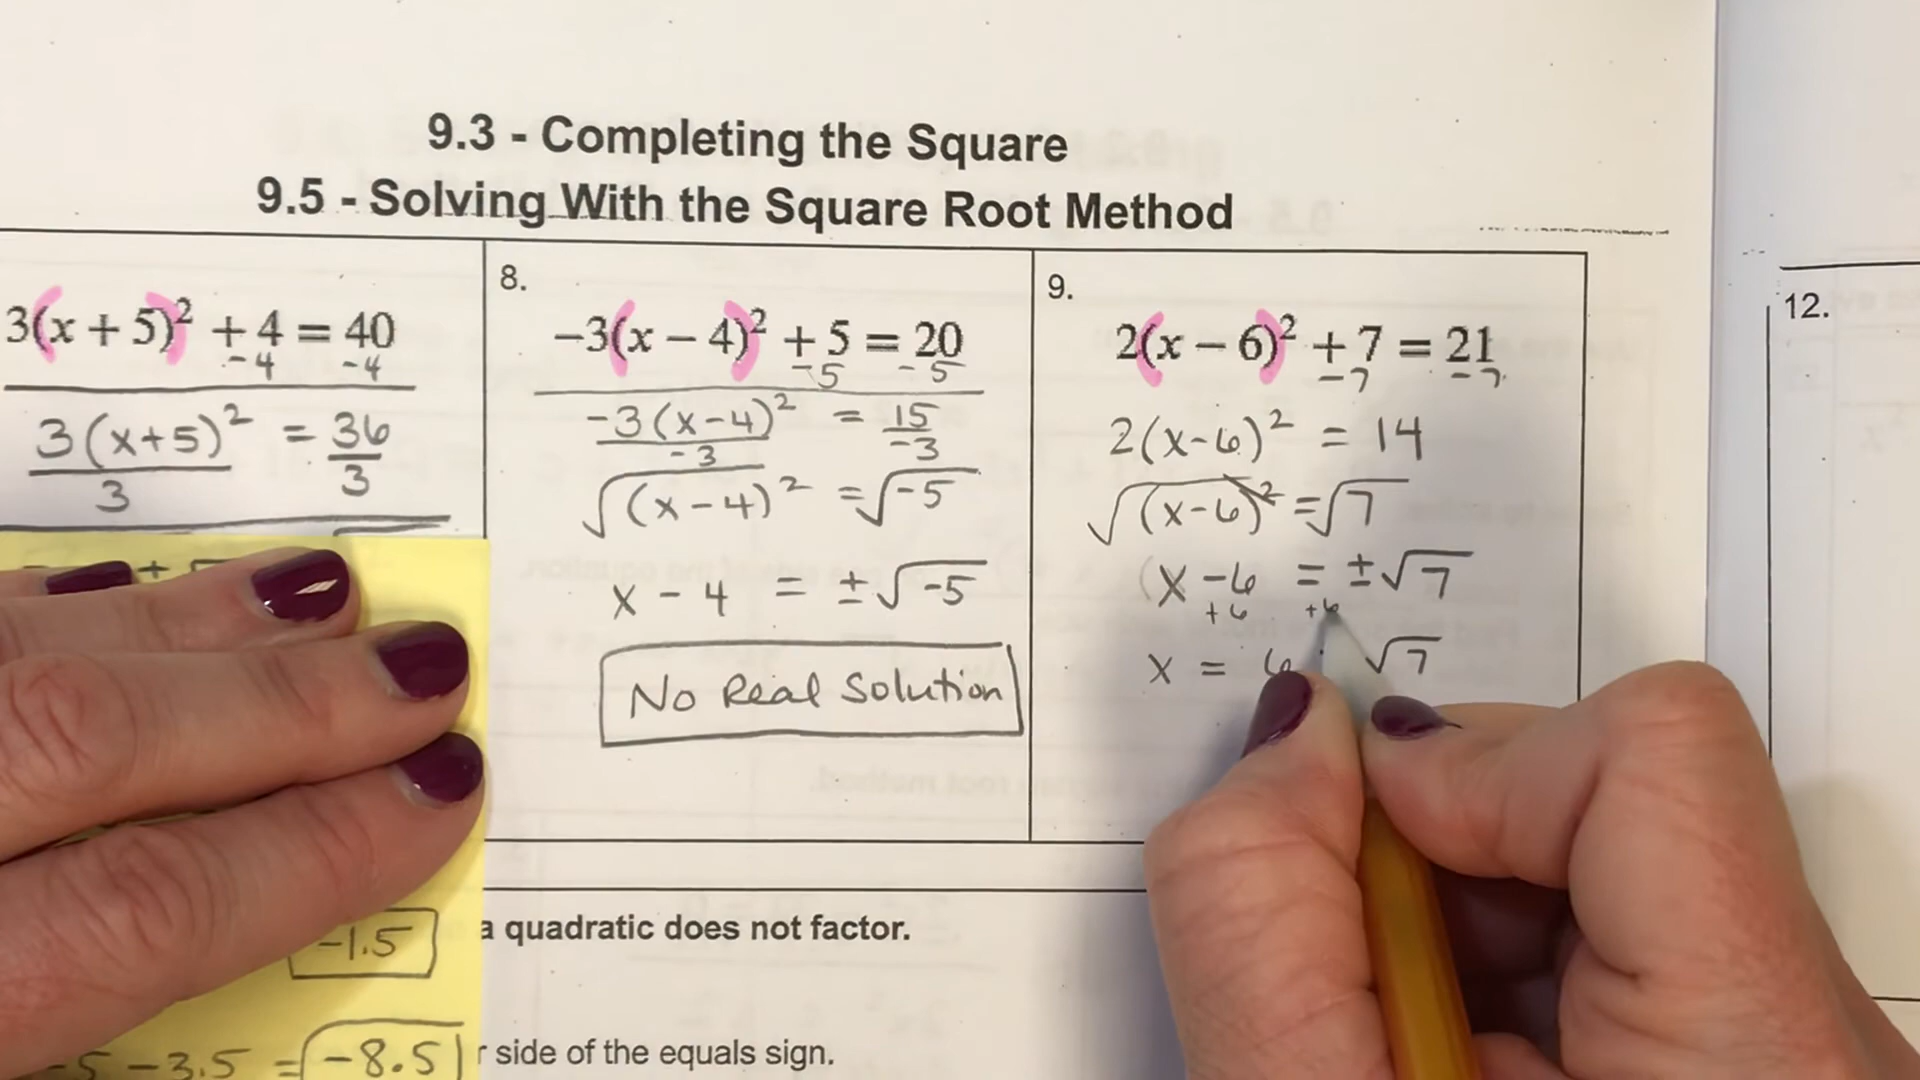 9.3 - Completing the Square
9.5 - Solving With the Square Root Method
3(x + 5)² + 4 = 40
-4 -4
3(x+5)² = 36
3 3
-1.5
-5 -3.5 = -8.5
8.
-3(x - 4)² + 5 = 20
-5 -5
-3(x-4)² = 15
-3 -3
√(x-4)² = √-5
x - 4 = ±√-5
No Real Solution
9.
2(x - 6)² + 7 = 21
-7 -7
2(x-6)² = 14
√(x-6)² = √7
x - 6 = ±√7
+6 +6
x = 6 √7
12.
a quadratic does not factor.
r side of the equals sign.